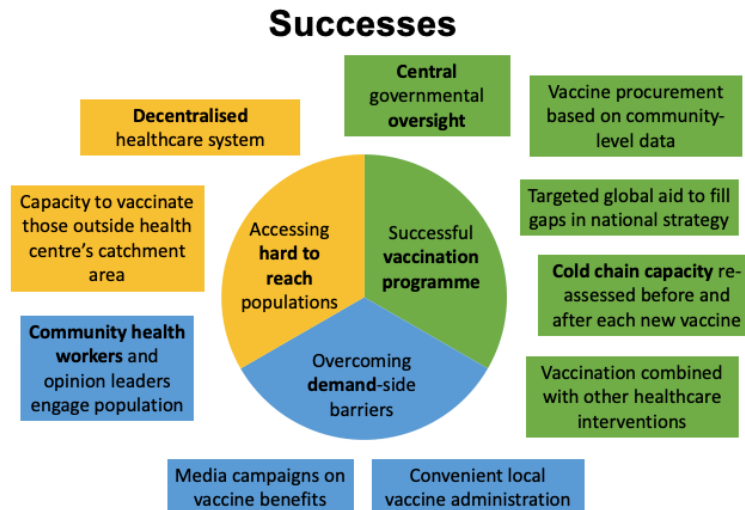 Successes
Central
governmental
oversight
Vaccine procurement
based on community-
level data
Decentralised
healthcare system
Capacity to vaccinate
those outside health
centre's catchment
area
Accessing
hard to
reach
populations
Successful
vaccination
programme
Targeted global aid to fill
gaps in national strategy
Cold chain capacity re-
assessed before and
after each new vaccine
Community health
workers and
opinion leaders
engage population
Overcoming
demand-side
barriers
Vaccination combined
with other healthcare
interventions
Media campaigns on
vaccine benefits
Convenient local
vaccine administration